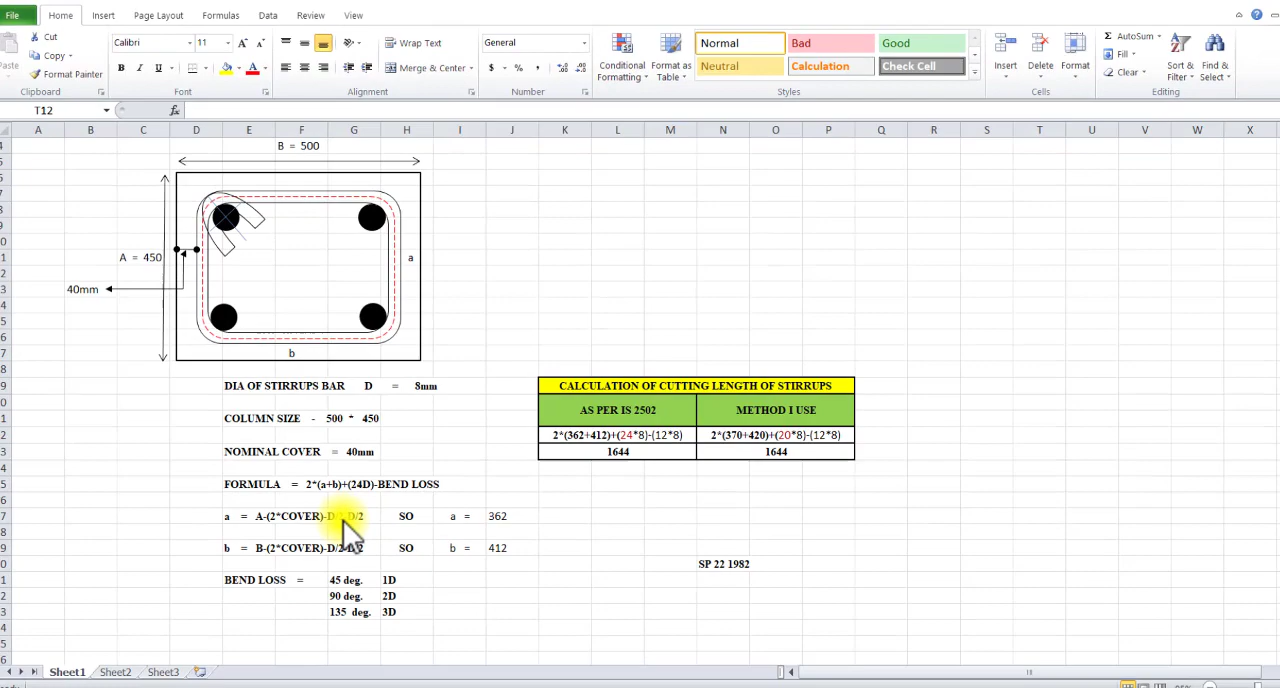 File Home Insert Page Layout Formulas Data Review View
Cut
Copy
Format Painter
Paste
Clipboard
Calibri 11
B I U
Font
Wrap Text
Merge & Center
Alignment
General
$ % ,
Number
Conditional Formatting
Format as Table
Normal Bad Good
Neutral Calculation Check Cell
Styles
Insert Delete Format
Cells
AutoSum
Fill
Clear
Sort & Filter
Find & Select
Editing
T12 fx
A B C D E F G H I J K L M N O P Q R S T U V W X
B = 500
A = 450
a
40mm
b
DIA OF STIRRUPS BAR D = 8mm
COLUMN SIZE - 500 * 450
NOMINAL COVER = 40mm
FORMULA = 2*(a+b)+(24D)-BEND LOSS
a = A-(2*COVER)-D/2-D/2 SO a = 362
b = B-(2*COVER)-D/2-D/2 SO b = 412
BEND LOSS = 45 deg. 1D
90 deg. 2D
135 deg. 3D
CALCULATION OF CUTTING LENGTH OF STIRRUPS
AS PER IS 2502 METHOD I USE
2*(362+412)+(24*8)-(12*8) 2*(370+420)+(20*8)-(12*8)
1644 1644
SP 22 1982
Sheet1 Sheet2 Sheet3